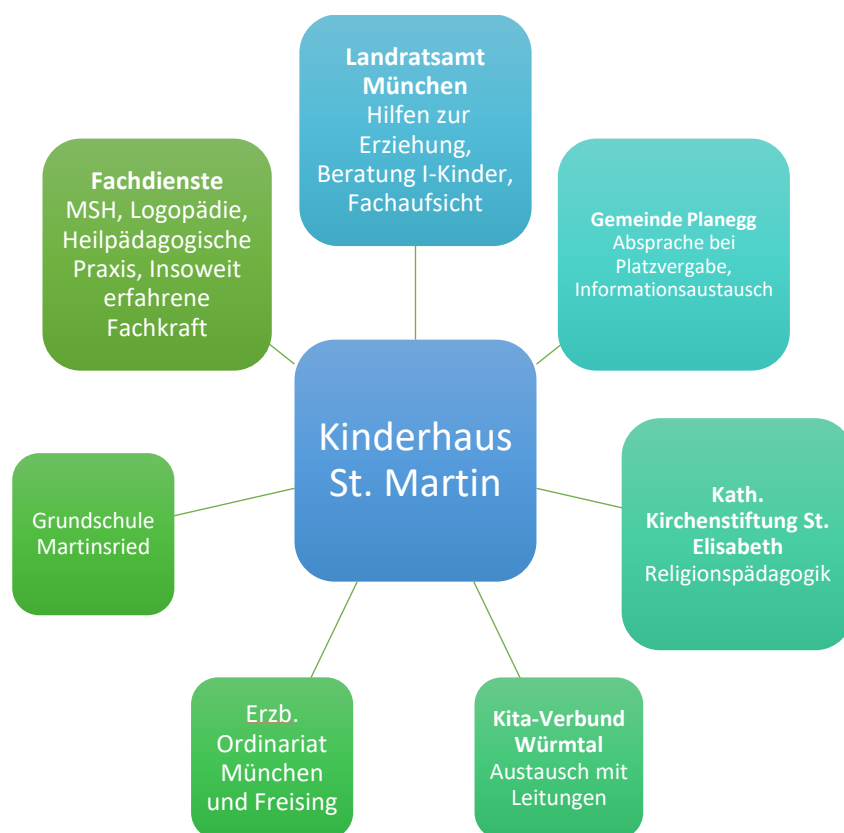 Landratsamt
München
Hilfen zur
Erziehung,
Beratung I-Kinder,
Fachaufsicht
Fachdienste
MSH, Logopädie,
Heilpädagogische
Praxis, Insoweit
erfahrene
Fachkraft
Gemeinde Planegg
Absprache bei
Platzvergabe,
Informationsaustausch
Kinderhaus
St. Martin
Grundschule
Martinsried
Kath.
Kirchenstiftung St.
Elisabeth
Religionspädagogik
Erzb.
Ordinariat
München
und Freising
Kita-Verbund
Würmtal
Austausch mit
Leitungen